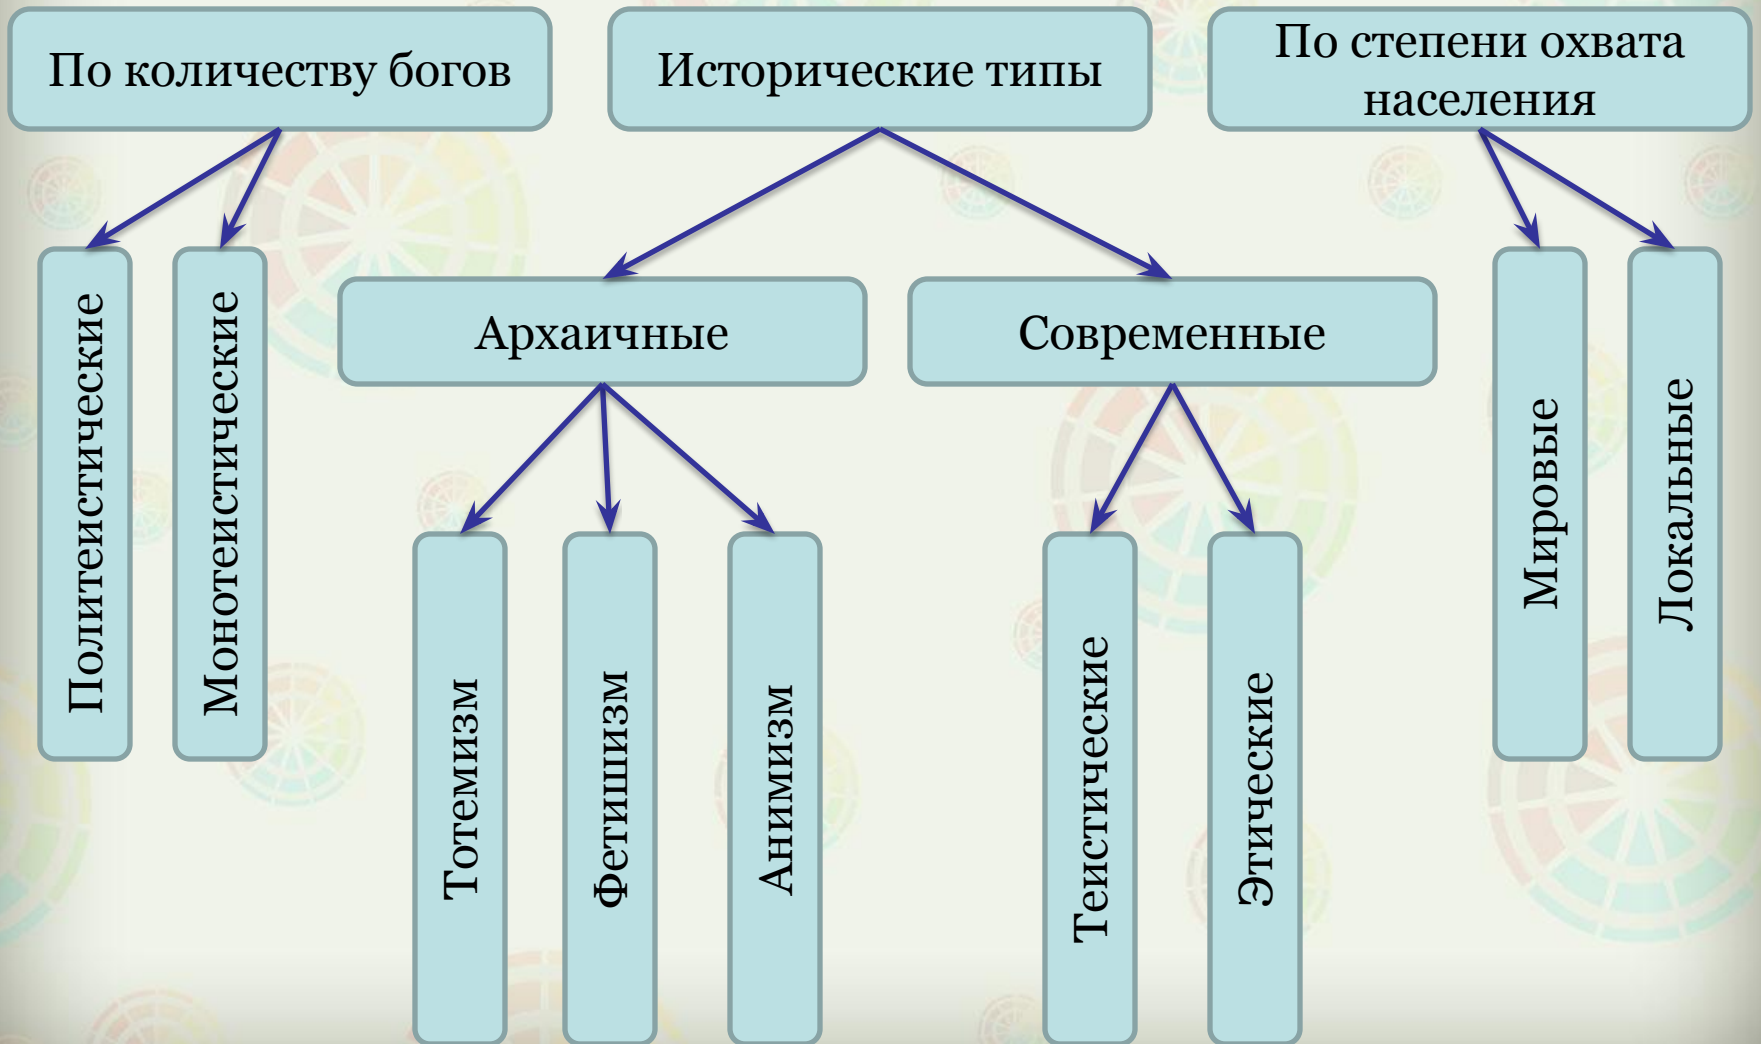 По количеству богов
Исторические типы
По степени охвата
населения
Политеистические
Монотеистические
Архаичные
Современные
Мировые
Локальные
Тотемизм
Фетишизм
Анимизм
Теистические
Этические